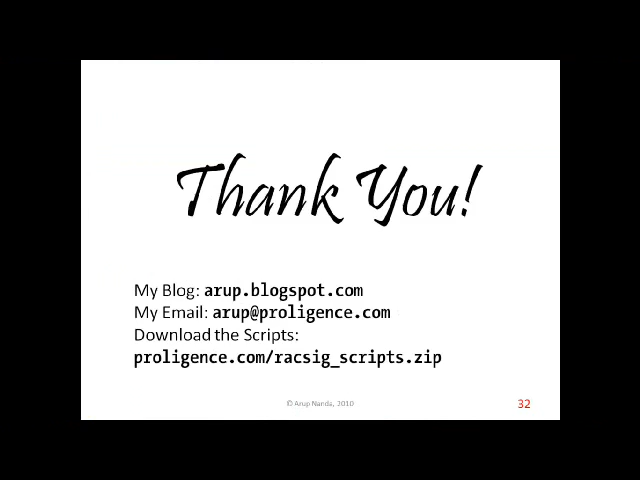 Thank You!
My Blog: arup.blogspot.com
My Email: arup@proligence.com
Download the Scripts:
proligence.com/racsig_scripts.zip
© Arup Nanda, 2010
32